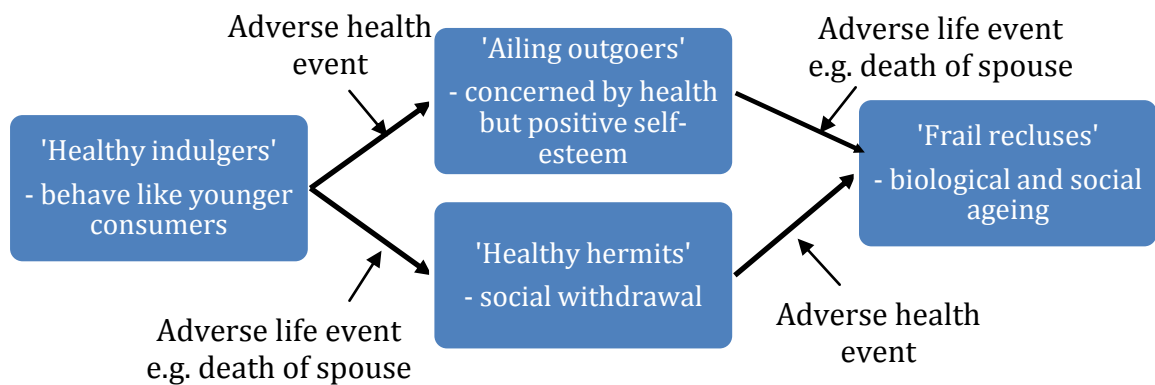 Adverse health
event
'Healthy indulgers'
- behave like younger
consumers
Adverse life event
e.g. death of spouse
'Ailing outgoers'
- concerned by health
but positive self-
esteem
'Healthy hermits'
- social withdrawal
Adverse life event
e.g. death of spouse
'Frail recluses'
- biological and social
ageing
Adverse health
event